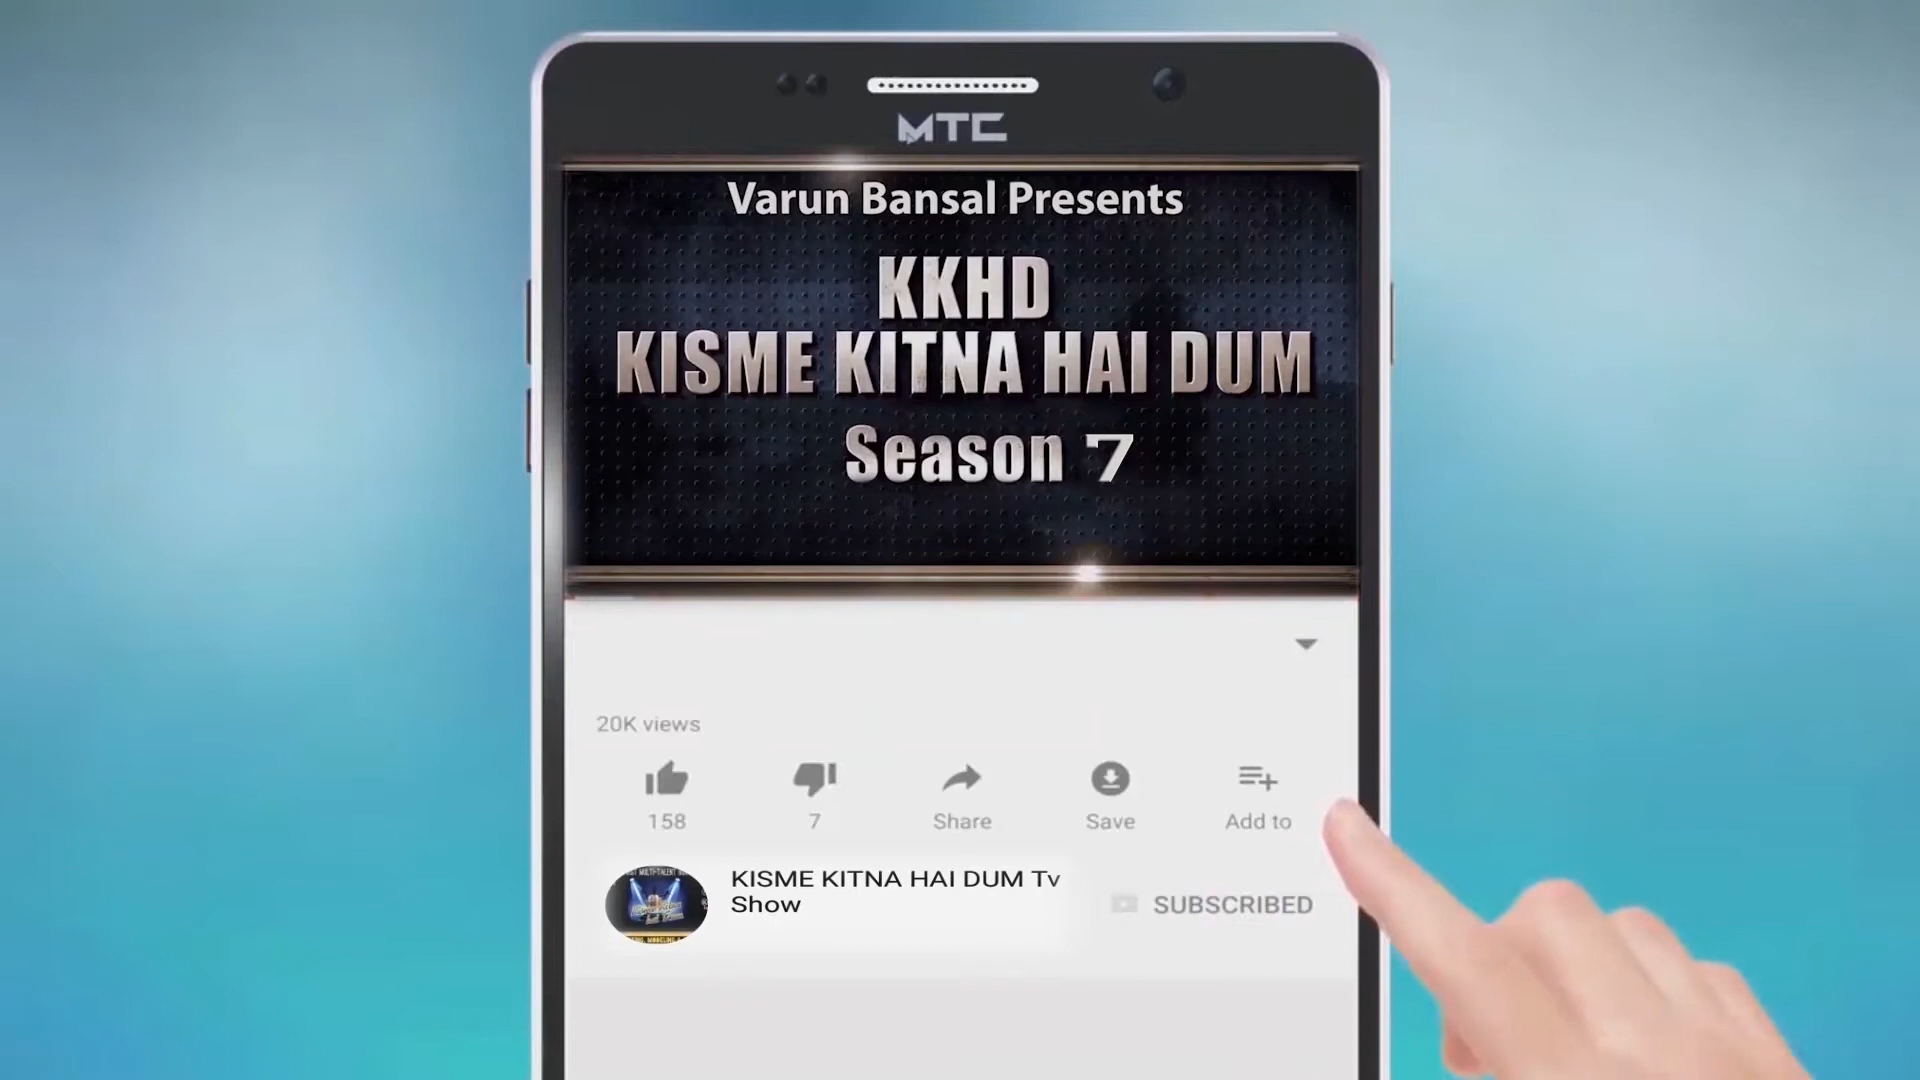 MTC
Varun Bansal Presents
KKHD
KISME KITNA HAI DUM
Season 7
20K views
158
7
Share
Save
Add to
KISME KITNA HAI DUM Tv
Show
SUBSCRIBED